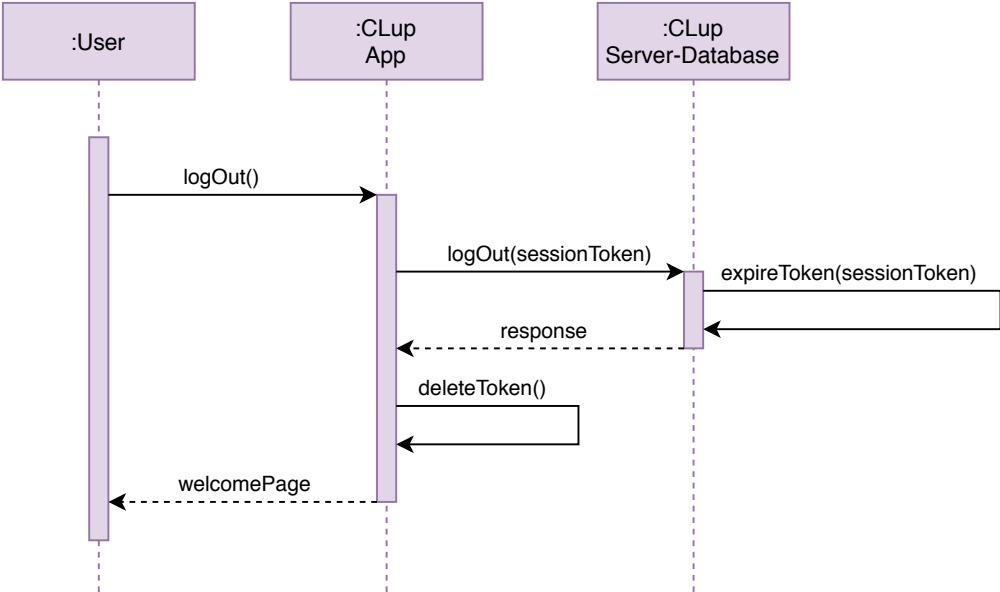 :User
:CLup
App
:CLup
Server-Database
logOut()
logOut(sessionToken)
expireToken(sessionToken)
response
deleteToken()
welcomePage